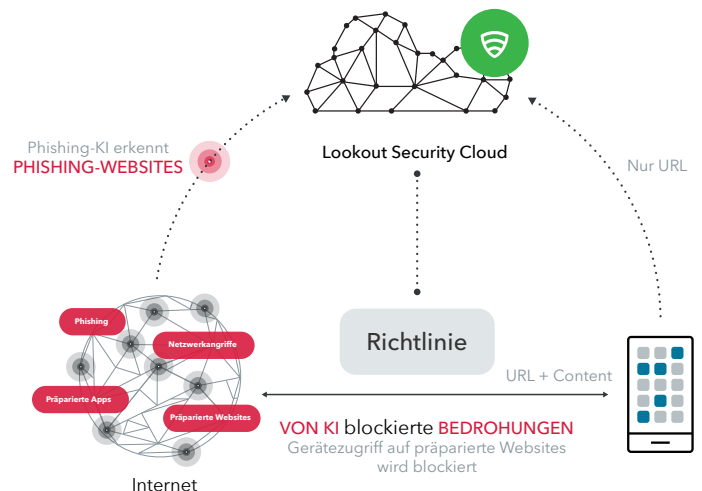 Lookout Security Cloud
Phishing-KI erkennt
PHISHING-WEBSITES
Nur URL
Phishing
Netzwerkangriffe
Präparierte Apps
Präparierte Websites
Internet
Richtlinie
URL + Content
VON KI blockierte BEDROHUNGEN
Gerätezugriff auf präparierte Websites
wird blockiert